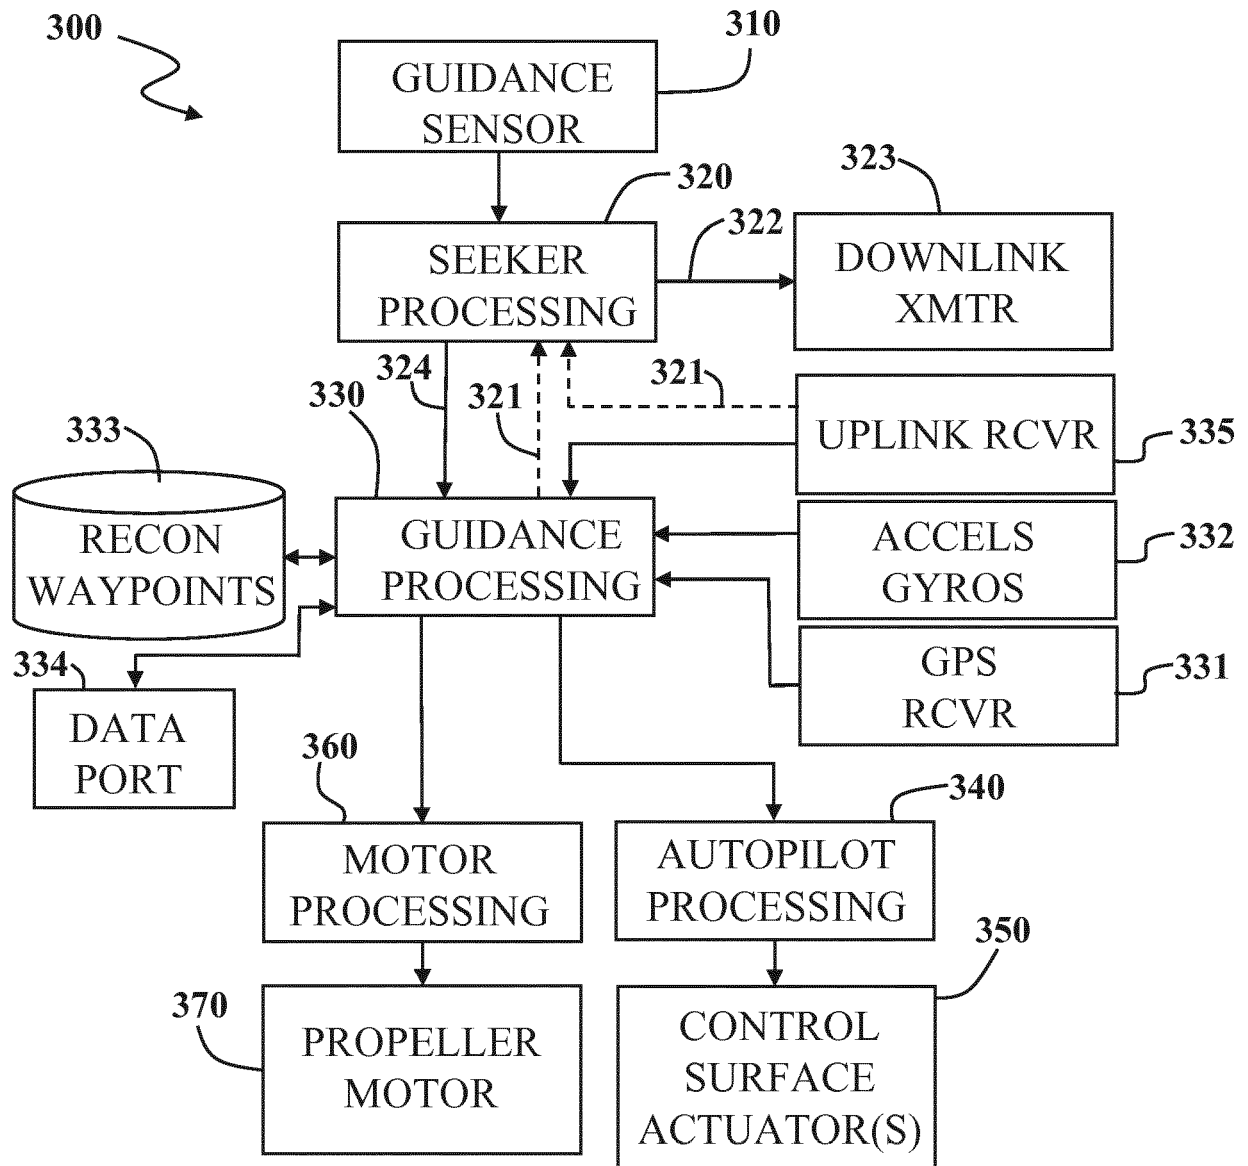 300
310
GUIDANCE
SENSOR
320
322
323
SEEKER
PROCESSING
DOWNLINK
XMTR
324
321
321
330
333
UPLINK RCVR
335
RECON
WAYPOINTS
GUIDANCE
PROCESSING
ACCELS
GYROS
332
334
DATA
PORT
GPS
RCVR
331
360
340
MOTOR
PROCESSING
AUTOPILOT
PROCESSING
350
370
PROPELLER
MOTOR
CONTROL
SURFACE
ACTUATOR(S)